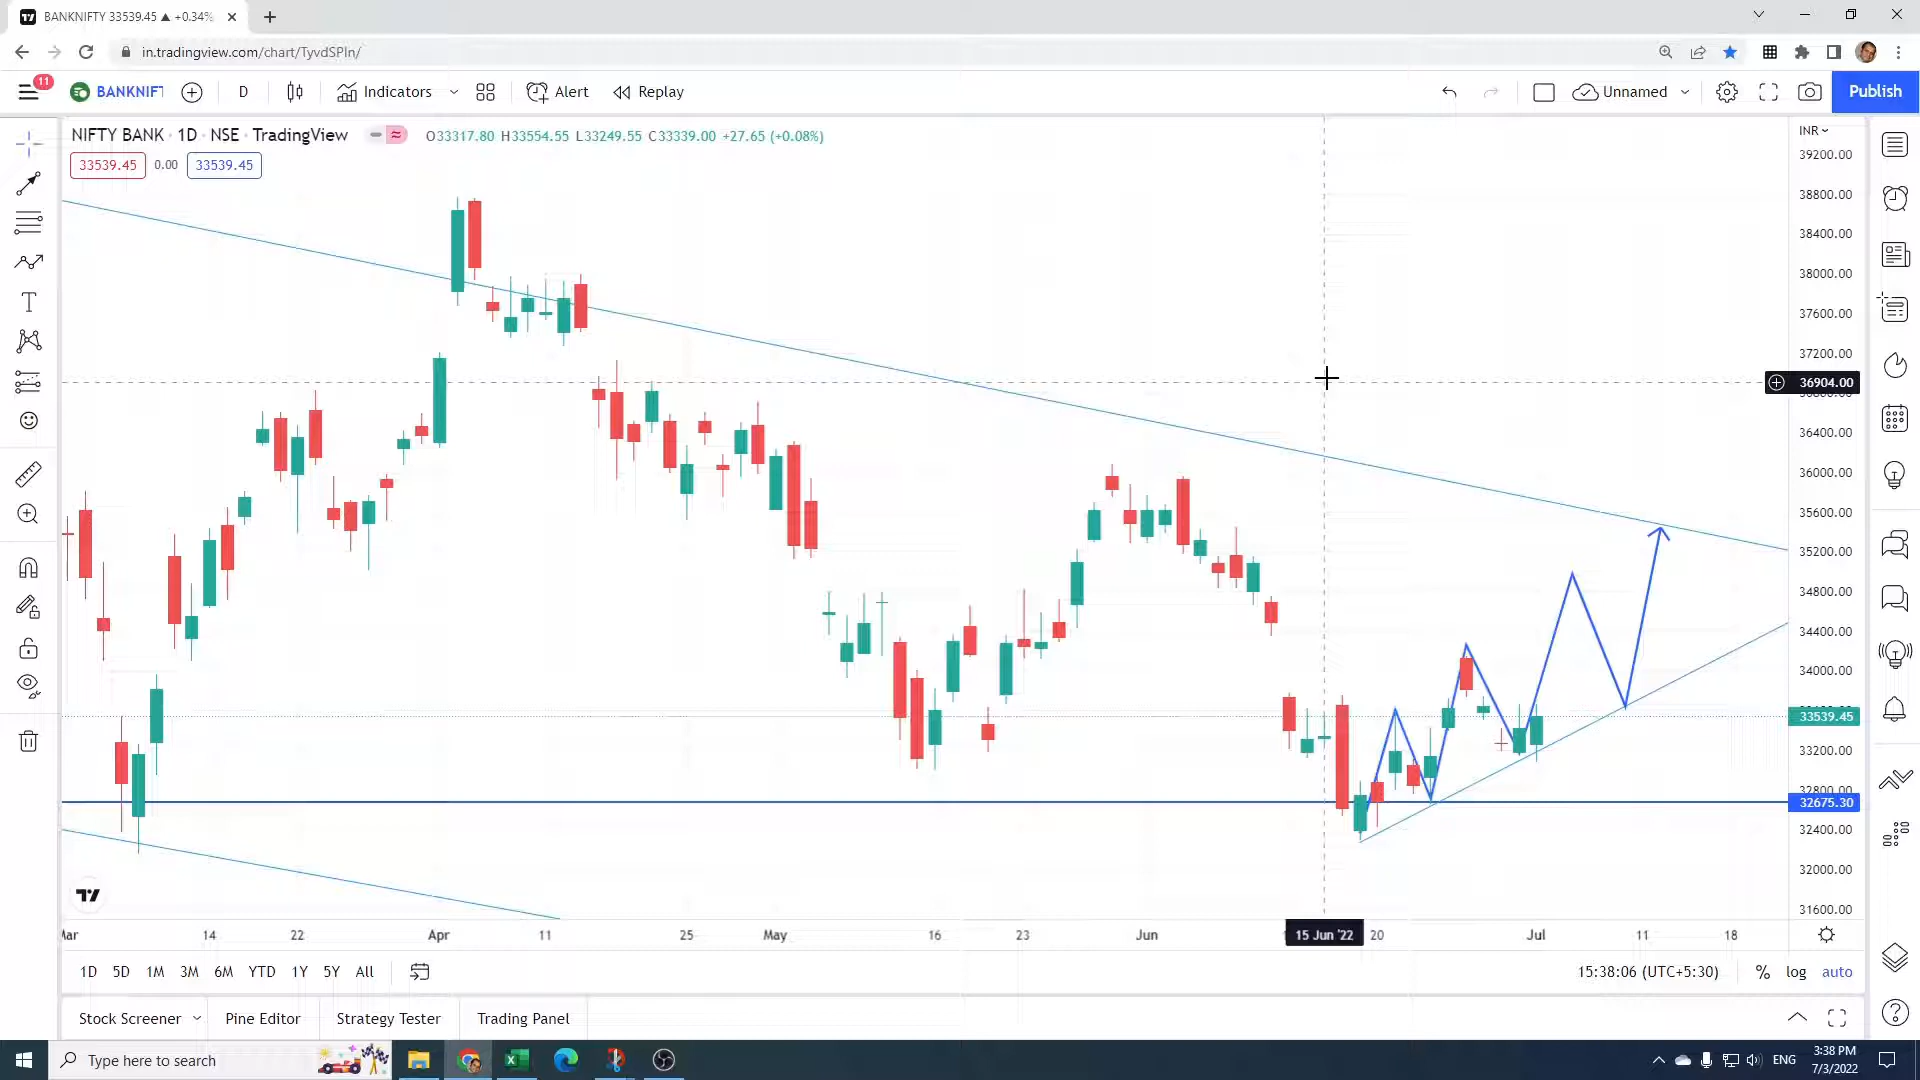 BANKNIFTY 33539.45 ▲ +0.34%
in.tradingview.com/chart/TyvdSPIn/
11
BANKNIFT
D
Indicators
Alert
Replay
Unnamed
Publish
NIFTY BANK · 1D · NSE · TradingView
O33317.80 H33554.55 L33249.55 C33339.00 +27.65 (+0.08%)
33539.45 0.00 33539.45
INR
39200.00
38800.00
38400.00
38000.00
37600.00
37200.00
36904.00
36400.00
36000.00
35600.00
35200.00
34800.00
34400.00
34000.00
33539.45
33200.00
32800.00
32675.30
32400.00
32000.00
31600.00
Mar 14 22 Apr 11 25 May 16 23 Jun 15 Jun '22 20 Jul 11 18
1D 5D 1M 3M 6M YTD 1Y 5Y All
15:38:06 (UTC+5:30) % log auto
Stock Screener Pine Editor Strategy Tester Trading Panel
Type here to search
ENG
3:38 PM
7/3/2022